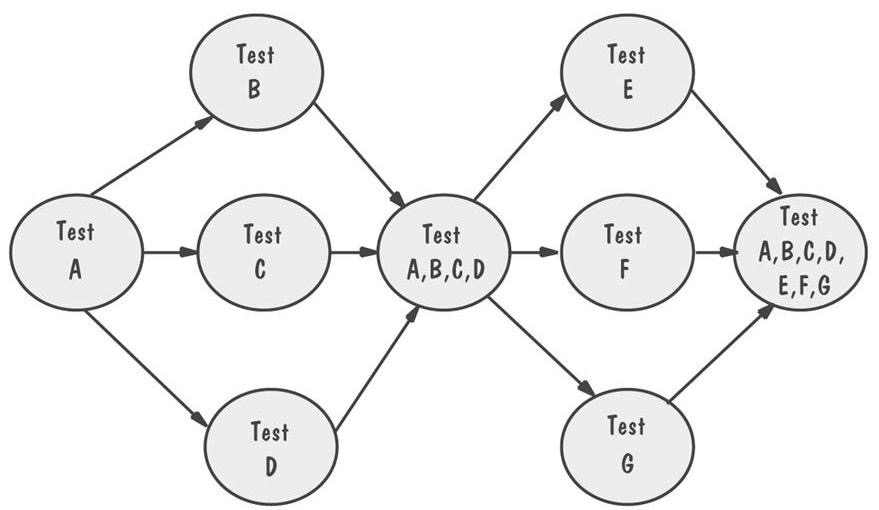 Test
A
Test
B
Test
C
Test
D
Test
A,B,C,D
Test
E
Test
F
Test
G
Test
A,B,C,D,
E,F,G